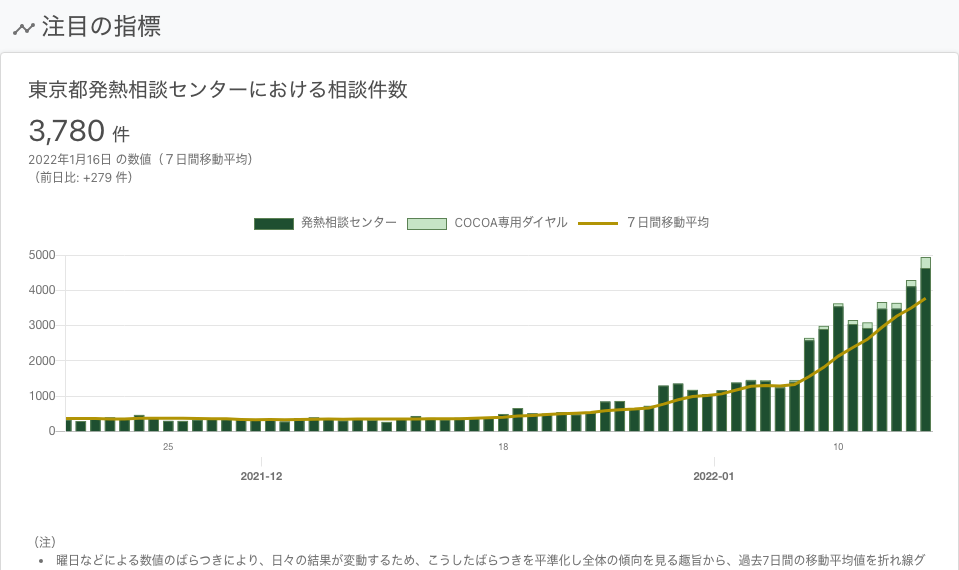 注目の指標
東京都発熱相談センターにおける相談件数
3,780 件
2022年1月16日 の数値（７日間移動平均）
（前日比: +279 件）
発熱相談センター COCOA専用ダイヤル ７日間移動平均
5000
4000
3000
2000
1000
0
25 18 10
2021-12 2022-01
（注）
• 曜日などによる数値のばらつきにより、日々の結果が変動するため、こうしたばらつきを平準化し全体の傾向を見る趣旨から、過去7日間の移動平均値を折れ線グ